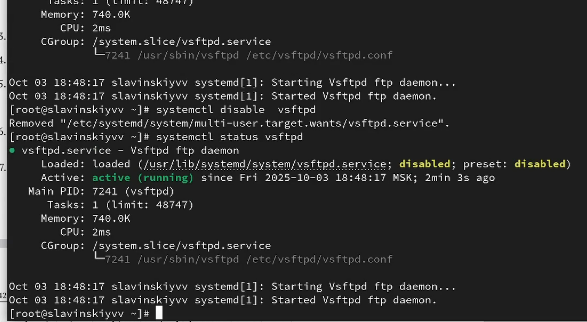 Tasks: 1 (limit: 48747)
Memory: 740.0K
CPU: 2ms
CGroup: /system.slice/vsftpd.service
└─7241 /usr/sbin/vsftpd /etc/vsftpd/vsftpd.conf
Oct 03 18:48:17 slavinskiyvv systemd[1]: Starting Vsftpd ftp daemon...
Oct 03 18:48:17 slavinskiyvv systemd[1]: Started Vsftpd ftp daemon.
[root@slavinskiyvv ~]# systemctl disable  vsftpd
Removed "/etc/systemd/system/multi-user.target.wants/vsftpd.service".
[root@slavinskiyvv ~]# systemctl status vsftpd
● vsftpd.service - Vsftpd ftp daemon
Loaded: loaded (/usr/lib/systemd/system/vsftpd.service; disabled; preset: disabled)
Active: active (running) since Fri 2025-10-03 18:48:17 MSK; 2min 3s ago
Main PID: 7241 (vsftpd)
Tasks: 1 (limit: 48747)
Memory: 740.0K
CPU: 2ms
CGroup: /system.slice/vsftpd.service
└─7241 /usr/sbin/vsftpd /etc/vsftpd/vsftpd.conf
Oct 03 18:48:17 slavinskiyvv systemd[1]: Starting Vsftpd ftp daemon...
Oct 03 18:48:17 slavinskiyvv systemd[1]: Started Vsftpd ftp daemon.
[root@slavinskiyvv ~]#